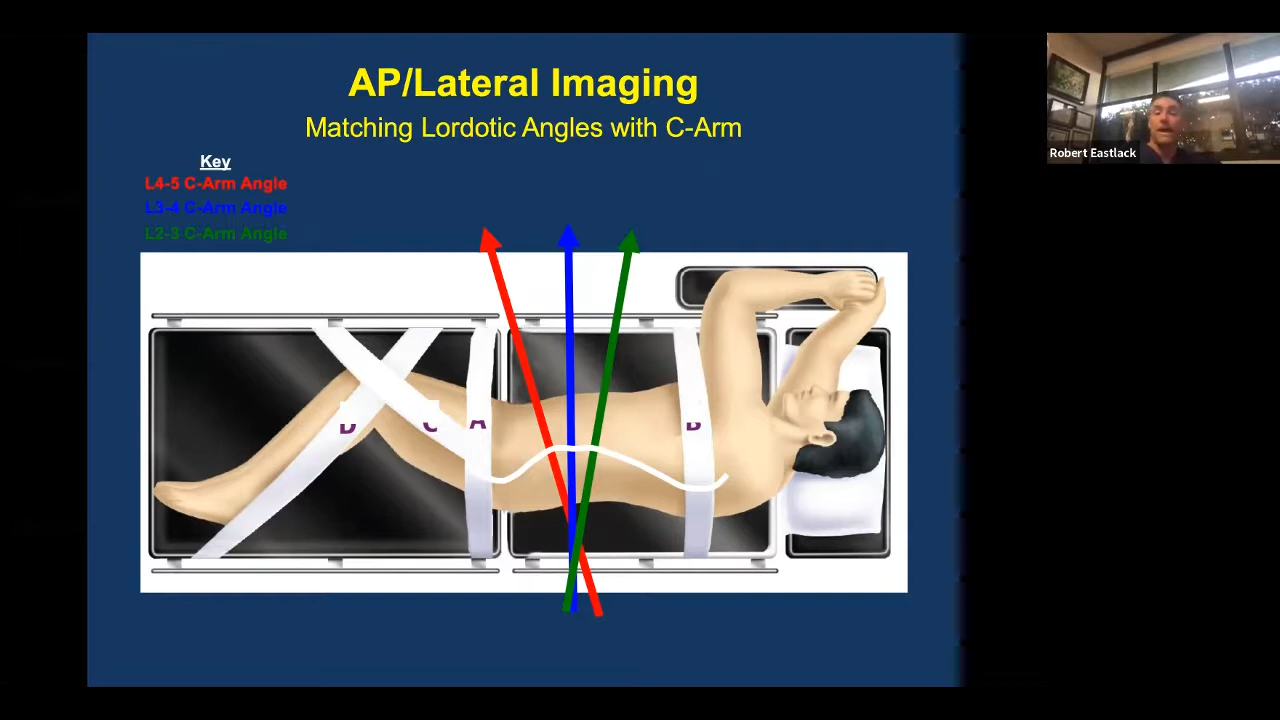 AP/Lateral Imaging
Matching Lordotic Angles with C-Arm
Key
L4-5 C-Arm Angle
L3-4 C-Arm Angle
L2-3 C-Arm Angle
D
C
A
B
Robert Eastlack